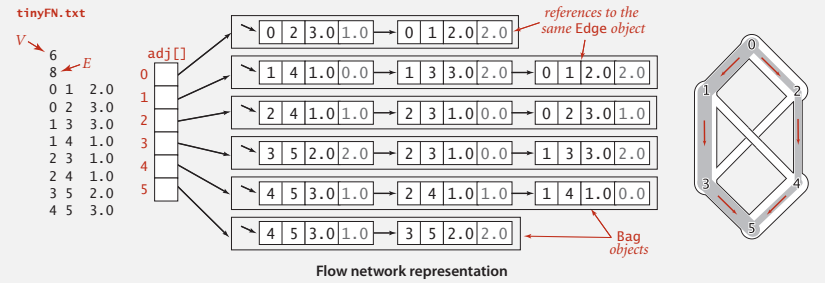 tinyFN.txt
V
6
8 E
0 1 2.0
0 2 3.0
1 3 3.0
1 4 1.0
2 3 1.0
2 4 1.0
3 5 2.0
4 5 3.0
adj[]
0
1
2
3
4
5
0 2 3.0 1.0 0 1 2.0 2.0
1 4 1.0 0.0 1 3 3.0 2.0 0 1 2.0 2.0
2 4 1.0 1.0 2 3 1.0 0.0 0 2 3.0 1.0
3 5 2.0 2.0 2 3 1.0 0.0 1 3 3.0 2.0
4 5 3.0 1.0 2 4 1.0 1.0 1 4 1.0 0.0
4 5 3.0 1.0 3 5 2.0 2.0
references to the
same Edge object
Bag
objects
0
1 2
3 4
5
Flow network representation